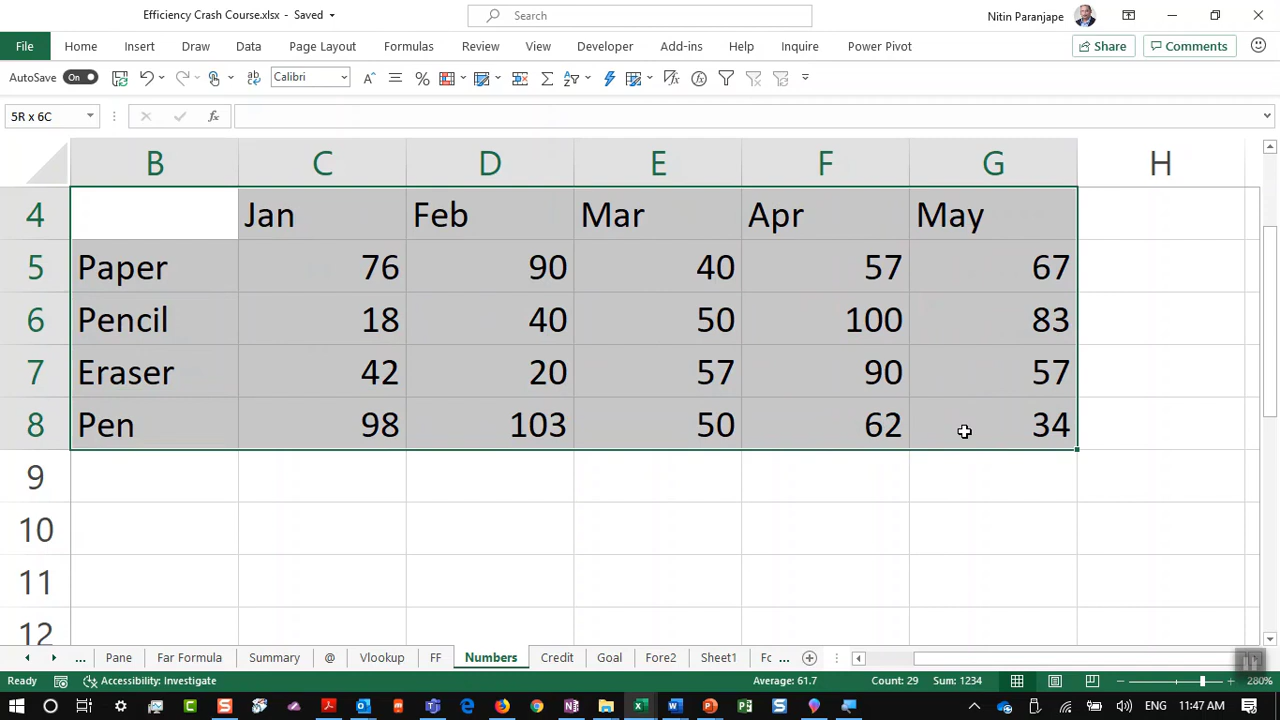 Efficiency Crash Course.xlsx - Saved
Search
Nitin Paranjape
File Home Insert Draw Data Page Layout Formulas Review View Developer Add-ins Help Inquire Power Pivot Share Comments
AutoSave On Calibri
5R x 6C
B C D E F G H
4 Jan Feb Mar Apr May
5 Paper 76 90 40 57 67
6 Pencil 18 40 50 100 83
7 Eraser 42 20 57 90 57
8 Pen 98 103 50 62 34
9
10
11
12
... Pane Far Formula Summary @ Vlookup FF Numbers Credit Goal Fore2 Sheet1 Fc ...
Ready Accessibility: Investigate Average: 61.7 Count: 29 Sum: 1234 280%
ENG 11:47 AM